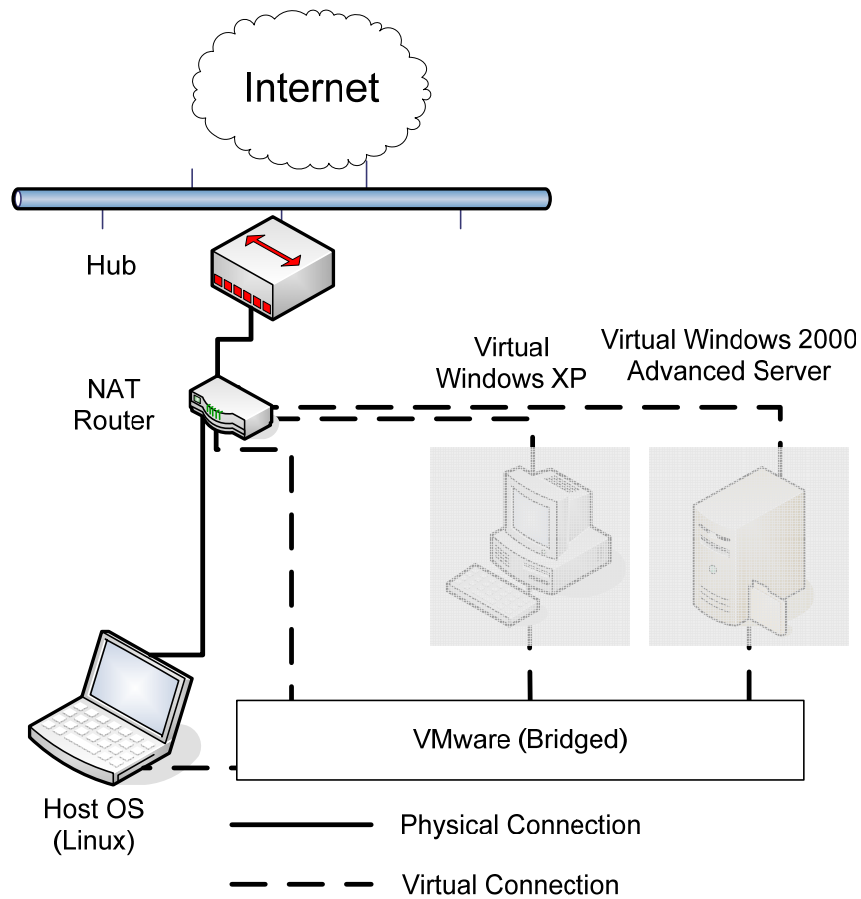 Internet
Hub
NAT
Router
Virtual
Windows XP
Virtual Windows 2000
Advanced Server
VMware (Bridged)
Host OS
(Linux)
Physical Connection
Virtual Connection